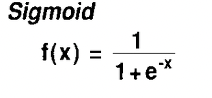 Sigmoid
f(x) = 1
1+e^-x